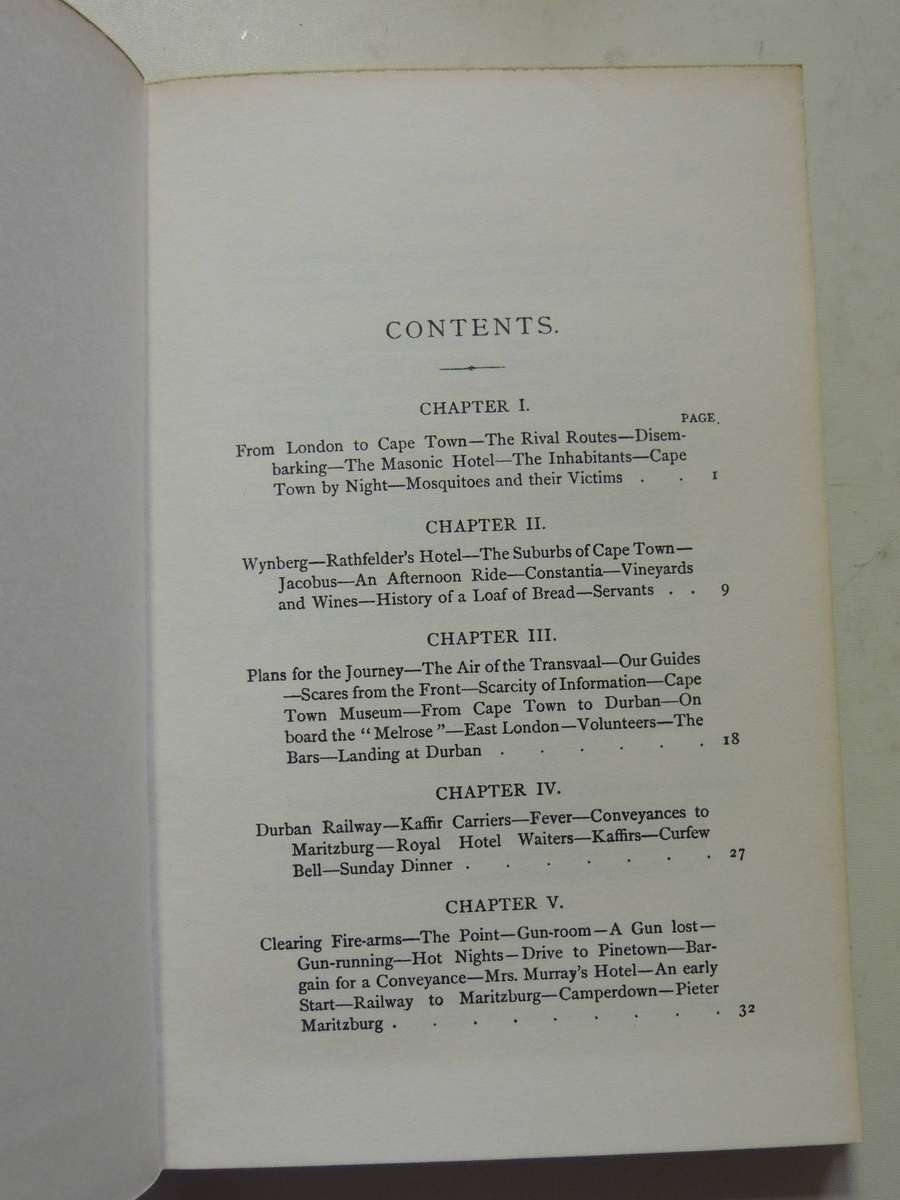 CONTENTS.
CHAPTER I.
PAGE.
From London to Cape Town—The Rival Routes—Disem-
barking—The Masonic Hotel—The Inhabitants—Cape
Town by Night—Mosquitoes and their Victims . . 1
CHAPTER II.
Wynberg—Rathfelder's Hotel—The Suburbs of Cape Town—
Jacobus—An Afternoon Ride—Constantia—Vineyards
and Wines—History of a Loaf of Bread—Servants . . 9
CHAPTER III.
Plans for the Journey—The Air of the Transvaal—Our Guides
—Scares from the Front—Scarcity of Information—Cape
Town Museum—From Cape Town to Durban—On
board the "Melrose"—East London—Volunteers—The
Bars—Landing at Durban . . . . . . 18
CHAPTER IV.
Durban Railway—Kaffir Carriers—Fever—Conveyances to
Maritzburg—Royal Hotel Waiters—Kaffirs—Curfew
Bell—Sunday Dinner . . . . . . . 27
CHAPTER V.
Clearing Fire-arms—The Point—Gun-room—A Gun lost—
Gun-running—Hot Nights—Drive to Pinetown—Bar-
gain for a Conveyance—Mrs. Murray's Hotel—An early
Start—Railway to Maritzburg—Camperdown—Pieter
Maritzburg . . . . . . . . . 32